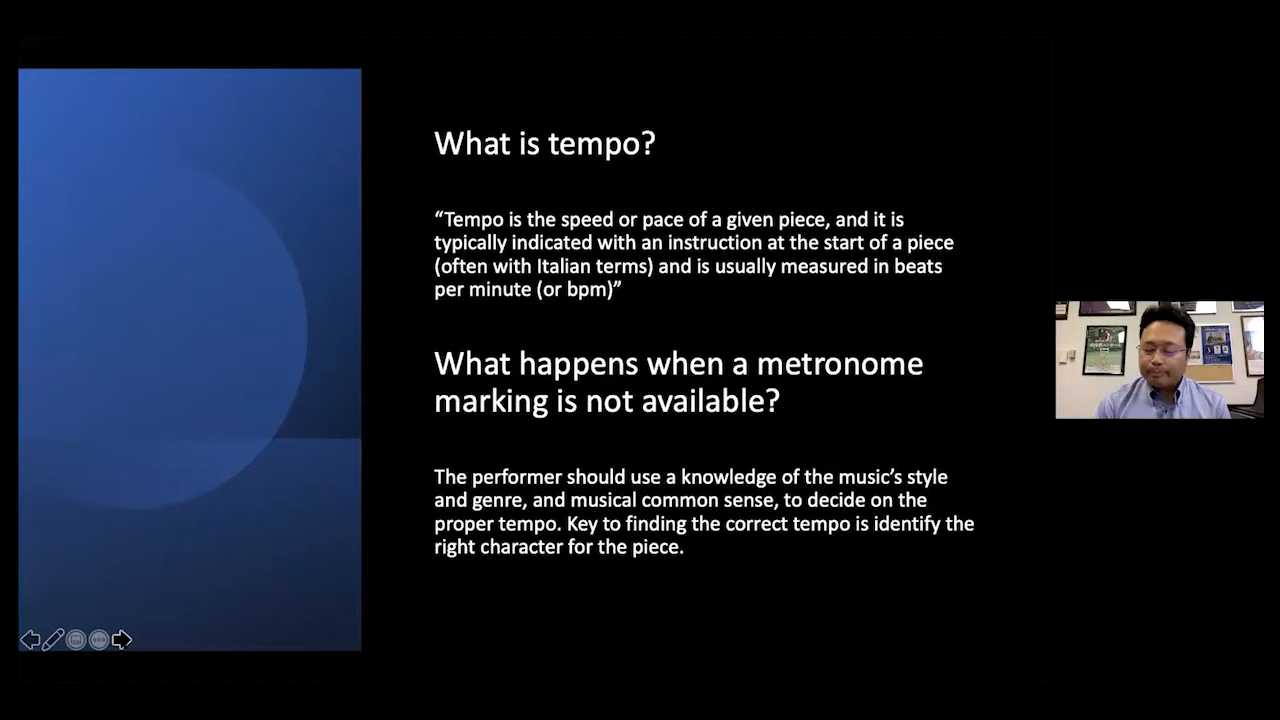 What is tempo?
“Tempo is the speed or pace of a given piece, and it is
typically indicated with an instruction at the start of a piece
(often with Italian terms) and is usually measured in beats
per minute (or bpm)”
What happens when a metronome
marking is not available?
The performer should use a knowledge of the music’s style
and genre, and musical common sense, to decide on the
proper tempo. Key to finding the correct tempo is identify the
right character for the piece.